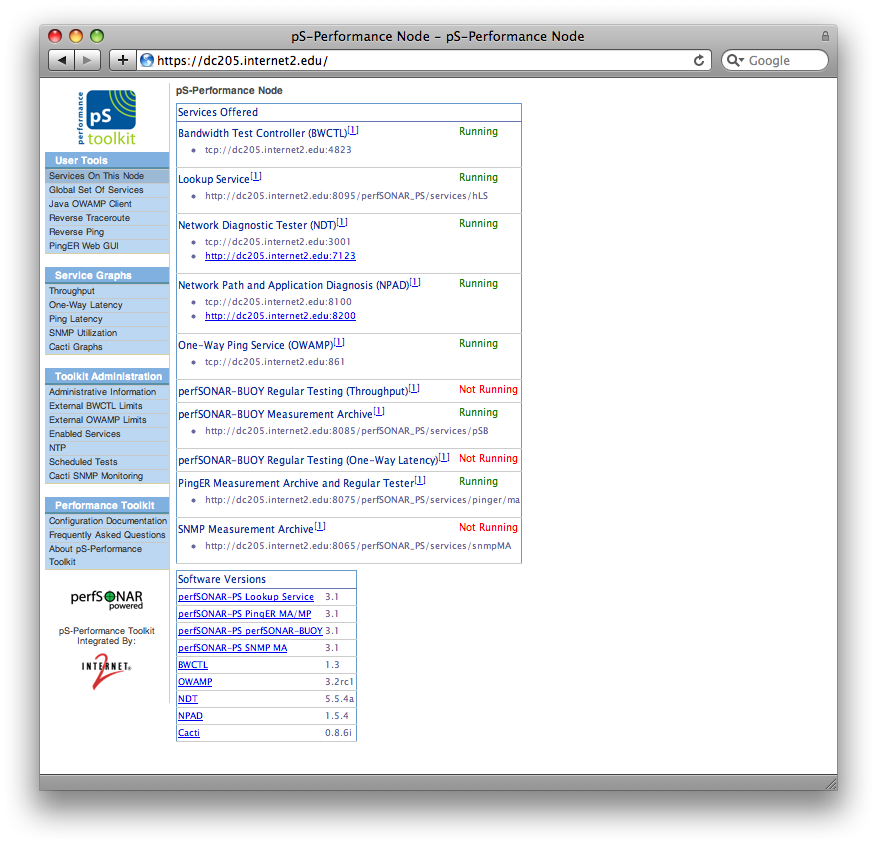 pS-Performance Node – pS-Performance Node
https://dc205.internet2.edu/
Google
performance
pS
toolkit
User Tools
Services On This Node
Global Set Of Services
Java OWAMP Client
Reverse Traceroute
Reverse Ping
PingER Web GUI
Service Graphs
Throughput
One-Way Latency
Ping Latency
SNMP Utilization
Cacti Graphs
Toolkit Administration
Administrative Information
External BWCTL Limits
External OWAMP Limits
Enabled Services
NTP
Scheduled Tests
Cacti SNMP Monitoring
Performance Toolkit
Configuration Documentation
Frequently Asked Questions
About pS-Performance
Toolkit
perfSONAR
powered
pS-Performance Toolkit
Integrated By:
INTERNET®
2
pS-Performance Node
Services Offered
Bandwidth Test Controller (BWCTL)[1] Running
• tcp://dc205.internet2.edu:4823
Lookup Service[1] Running
• http://dc205.internet2.edu:8095/perfSONAR_PS/services/hLS
Network Diagnostic Tester (NDT)[1] Running
• tcp://dc205.internet2.edu:3001
• http://dc205.internet2.edu:7123
Network Path and Application Diagnosis (NPAD)[1] Running
• tcp://dc205.internet2.edu:8100
• http://dc205.internet2.edu:8200
One-Way Ping Service (OWAMP)[1] Running
• tcp://dc205.internet2.edu:861
perfSONAR-BUOY Regular Testing (Throughput)[1] Not Running
perfSONAR-BUOY Measurement Archive[1] Running
• http://dc205.internet2.edu:8085/perfSONAR_PS/services/pSB
perfSONAR-BUOY Regular Testing (One-Way Latency)[1] Not Running
PingER Measurement Archive and Regular Tester[1] Running
• http://dc205.internet2.edu:8075/perfSONAR_PS/services/pinger/ma
SNMP Measurement Archive[1] Not Running
• http://dc205.internet2.edu:8065/perfSONAR_PS/services/snmpMA
Software Versions
perfSONAR-PS Lookup Service 3.1
perfSONAR-PS PingER MA/MP 3.1
perfSONAR-PS perfSONAR-BUOY 3.1
perfSONAR-PS SNMP MA 3.1
BWCTL 1.3
OWAMP 3.2rc1
NDT 5.5.4a
NPAD 1.5.4
Cacti 0.8.6i